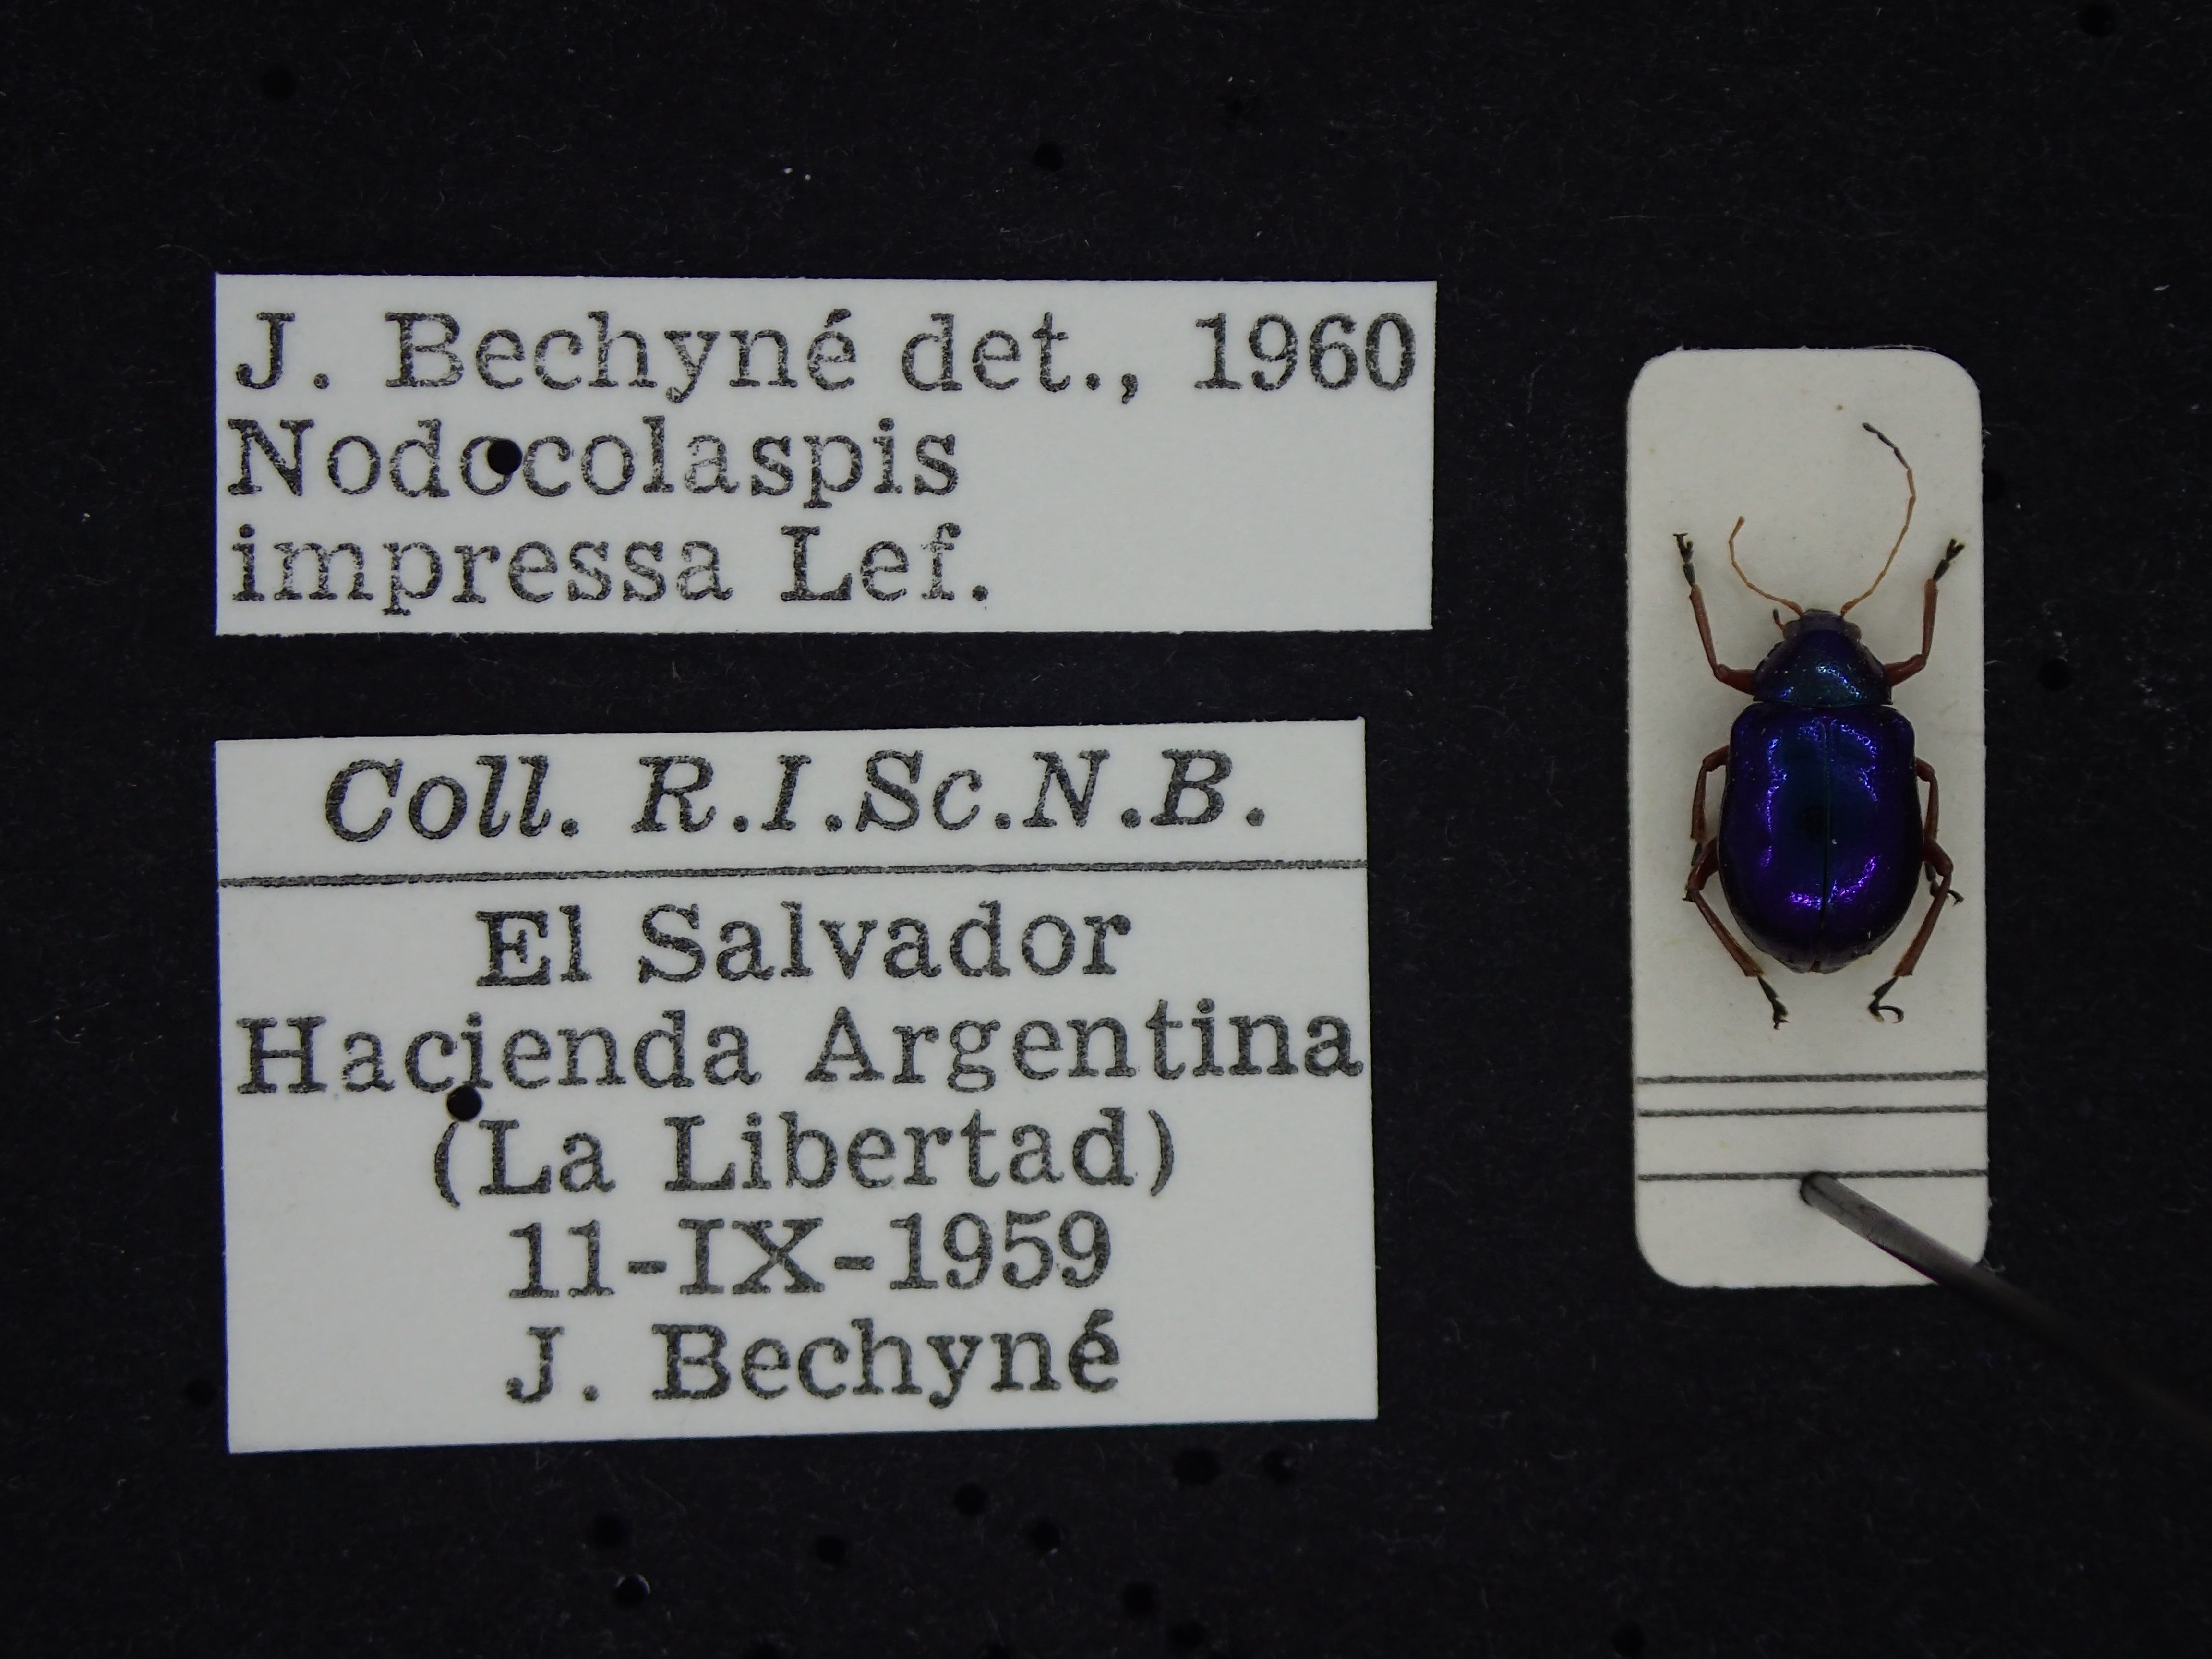 J. Bechyné det., 1960
Nodocolaspis
impressa Lef.
Coll. R.I.Sc.N.B.
El Salvador
Hacienda Argentina
(La Libertad)
11-IX-1959
J. Bechyné